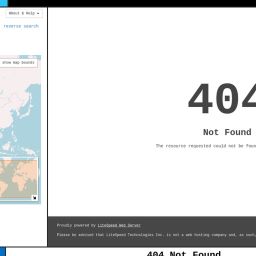 About & Help
reverse search
show map bounds
404
Not Found
The resource requested could not be foun
Proudly powered by LiteSpeed Web Server
Please be advised that LiteSpeed Technologies Inc. is not a web hosting company and, as such,
404 Not Found